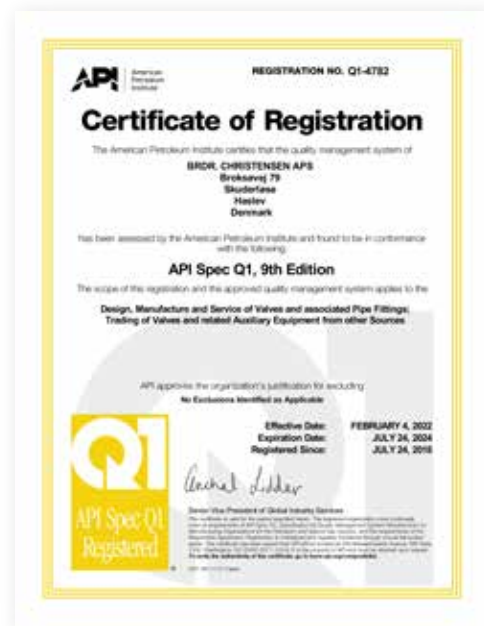 API
American
Petroleum
Institute
REGISTRATION NO. Q1-4782
Certificate of Registration
The American Petroleum Institute certifies that the quality management system of
BRDR. CHRISTENSEN APS
Broksøvej 79
Haslev
Denmark
has been assessed by the American Petroleum Institute and found to be in conformance
with the following:
API Spec Q1, 9th Edition
The scope of this registration and the approved quality management system applies to the
Design, Manufacture and Service of Valves and associated Pipe Fittings;
Trading of Valves and related Auxiliary Equipment from other Sources
API approves the organization's justification for excluding:
No Exclusions Identified as Applicable
Effective Date: FEBRUARY 4, 2022
Expiration Date: JULY 24, 2024
Registered Since: JULY 24, 2018
Q1
API Spec Q1
Registered
Senior Vice President of Global Industry Services